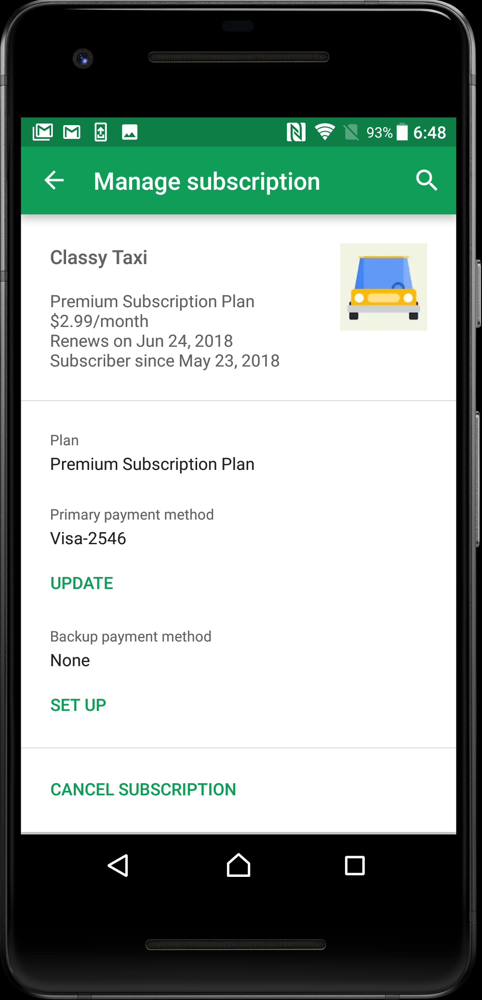 93% 6:48
Manage subscription
Classy Taxi
Premium Subscription Plan
$2.99/month
Renews on Jun 24, 2018
Subscriber since May 23, 2018
Plan
Premium Subscription Plan
Primary payment method
Visa-2546
UPDATE
Backup payment method
None
SET UP
CANCEL SUBSCRIPTION